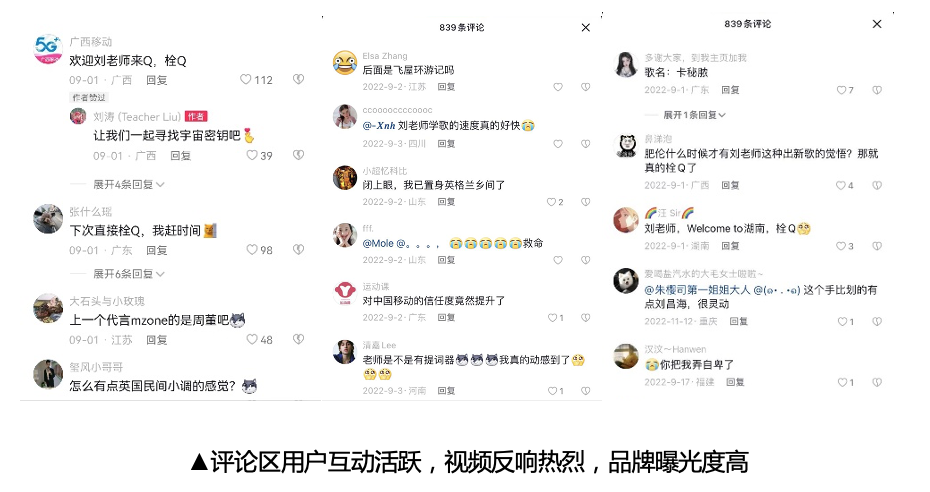 广西移动
欢迎刘老师来Q，栓Q
09-01 · 广西 回复 112
作者赞过
刘涛 (Teacher Liu) 作者
让我们一起寻找宇宙密钥吧
09-01 · 广西 回复 39
展开4条回复
张什么瑶
下次直接栓Q，我赶时间
09-01 · 广东 回复 98
展开6条回复
大石头与小玫瑰
上一个代言mzone的是周董吧
09-01 · 江苏 回复 48
玺风小哥哥
怎么有点英国民间小调的感觉？
839条评论
Elsa Zhang
后面是飞屋环游记吗
2022-9-2 · 江苏 回复
ccooooccccoooc
@~Xnh 刘老师学歌的速度真的好快😭
2022-9-3 · 四川 回复
小超忆科比
闭上眼，我已置身英格兰乡间了
2022-9-2 · 山东 回复 2
fff.
@Mole @。。。，😭😭😭😭😭救命
2022-9-2 · 山东 回复
运动课
对中国移动的信任度竟然提升了
2022-9-2 · 广东 回复 1
清嘉Lee
老师是不是有提词器我真的动感到了🥺
🥺🥺
2022-9-3 · 河南 回复 1
839条评论
多谢大家，到我主页加我
歌名：卡秘脓
2022-9-1 · 广东 回复 7
展开1条回复
鼻涕泡
肥伦什么时候才有刘老师这种出新歌的觉悟？那就
真的栓Q了
2022-9-1 · 广西 回复 4
🌈汪 Sir🌈
刘老师，Welcome to湖南，栓Q🥺
2022-9-1 · 湖南 回复 3
爱喝盐汽水的大毛女士啦啦~
@朱樱司第一姐姐大人 @(๑• . •๑) 这个手比划的有
点刘昌海，很灵动
2022-11-12 · 重庆 回复 1
汉汶～Hanwen
😭你把我弄自卑了
2022-9-17 · 福建 回复 1
▲评论区用户互动活跃，视频反响热烈，品牌曝光度高